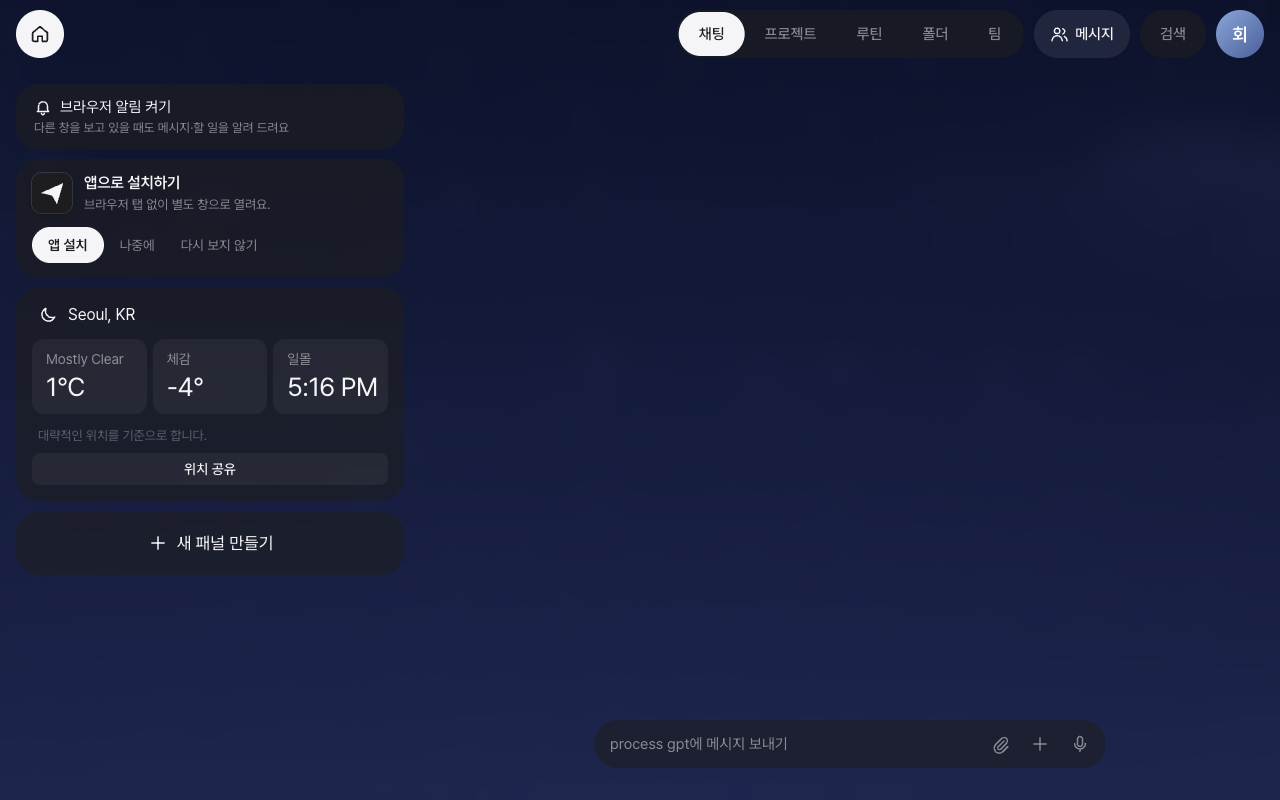 채팅
프로젝트
루틴
폴더
팀
메시지
검색
회
브라우저 알림 켜기
다른 창을 보고 있을 때도 메시지·할 일을 알려 드려요
앱으로 설치하기
브라우저 탭 없이 별도 창으로 열려요.
앱 설치
나중에
다시 보지 않기
Seoul, KR
Mostly Clear
1°C
체감
-4°
일몰
5:16 PM
대략적인 위치를 기준으로 합니다.
위치 공유
새 패널 만들기
process gpt에 메시지 보내기